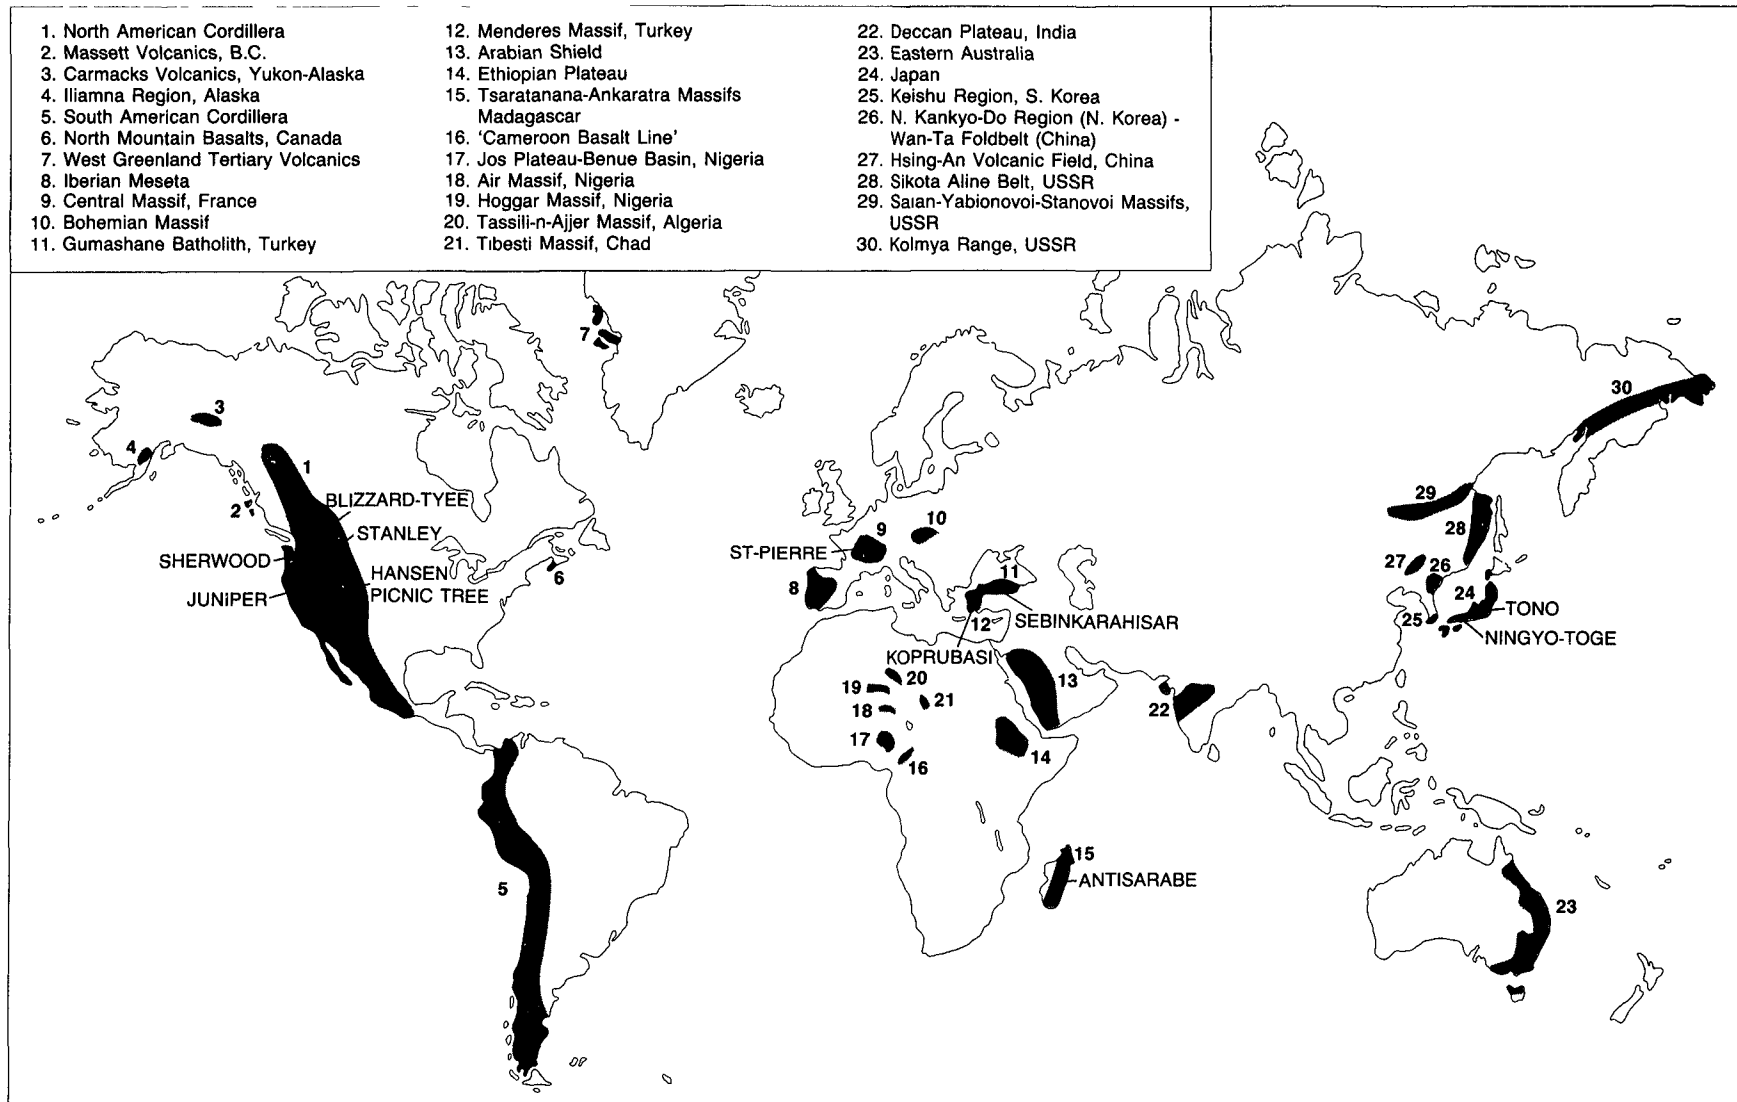 1. North American Cordillera
2. Massett Volcanics, B.C.
3. Carmacks Volcanics, Yukon-Alaska
4. Iliamna Region, Alaska
5. South American Cordillera
6. North Mountain Basalts, Canada
7. West Greenland Tertiary Volcanics
8. Iberian Meseta
9. Central Massif, France
10. Bohemian Massif
11. Gumashane Batholith, Turkey
12. Menderes Massif, Turkey
13. Arabian Shield
14. Ethiopian Plateau
15. Tsaratanana-Ankaratra Massifs
Madagascar
16. 'Cameroon Basalt Line'
17. Jos Plateau-Benue Basin, Nigeria
18. Air Massif, Nigeria
19. Hoggar Massif, Nigeria
20. Tassili-n-Ajjer Massif, Algeria
21. Tibesti Massif, Chad
22. Deccan Plateau, India
23. Eastern Australia
24. Japan
25. Keishu Region, S. Korea
26. N. Kankyo-Do Region (N. Korea) -
Wan-Ta Foldbelt (China)
27. Hsing-An Volcanic Field, China
28. Sikota Aline Belt, USSR
29. Saian-Yabionovoi-Stanovoi Massifs,
USSR
30. Kolmya Range, USSR
7
30
3
4
1
29
BLIZZARD-TYEE
2
10
9
28
STANLEY
ST-PIERRE
SHERWOOD
27
26
HANSEN
11
6
8
24
PICNIC TREE
JUNIPER
TONO
25
12
SEBINKARAHISAR
NINGYO-TOGE
KOPRUBASI
20
13
19
21
18
22
17
14
16
15
ANTISARABE
5
23